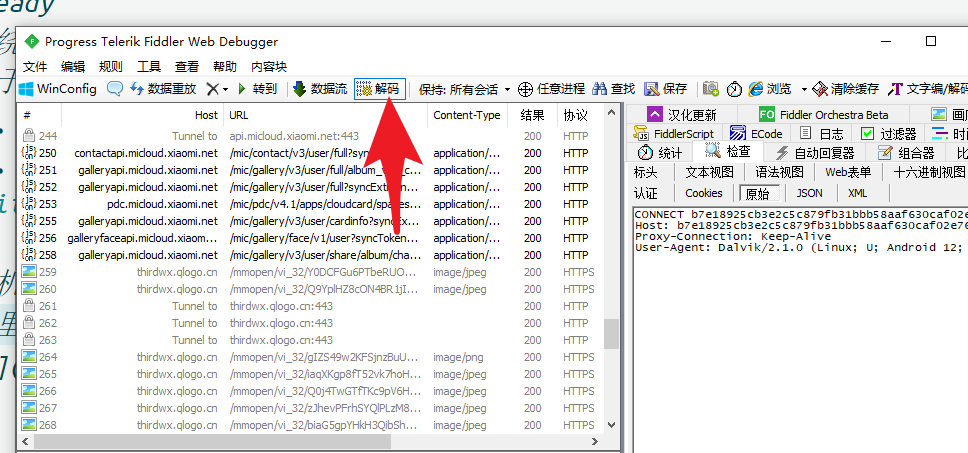 eady
Progress Telerik Fiddler Web Debugger
文件 编辑 规则 工具 查看 帮助 内容块
WinConfig 数据重放 转到 数据流 解码 保持: 所有会话 任意进程 查找 保存 浏览 清除缓存 文字编/解码
# Host URL Content-Type 结果 协议
244 Tunnel to api.micloud.xiaomi.net:443 200 HTTP
250 contactapi.micloud.xiaomi.net /mic/contact/v3/user/full?sy application/... 200 HTTP
251 galleryapi.micloud.xiaomi.net /mic/gallery/v3/user/full/album application/... 200 HTTP
252 galleryapi.micloud.xiaomi.net /mic/gallery/v3/user/full?syncExt application/... 200 HTTP
253 pdc.micloud.xiaomi.net /mic/pdc/v4.1/apps/cloudcard/sp application/... 200 HTTP
255 galleryapi.micloud.xiaomi.net /mic/gallery/v3/user/cardinfo?sy application/... 200 HTTP
256 galleryfaceapi.micloud.xiaom... /mic/gallery/face/v1/user?syncToken... application/... 200 HTTP
258 galleryapi.micloud.xiaomi.net /mic/gallery/v3/user/share/album/cha... application/... 200 HTTP
259 thirdwx.qlogo.cn /mmopen/vi_32/Y0DCFGu6PTbeRUO... image/jpeg 200 HTTPS
260 thirdwx.qlogo.cn /mmopen/vi_32/Q9YplHZ8cON4BR1jI... image/jpeg 200 HTTPS
261 Tunnel to thirdwx.qlogo.cn:443 200 HTTP
262 Tunnel to thirdwx.qlogo.cn:443 200 HTTP
263 Tunnel to thirdwx.qlogo.cn:443 200 HTTP
264 thirdwx.qlogo.cn /mmopen/vi_32/gIZS49w2KFSjnzBuU... image/png 200 HTTPS
265 thirdwx.qlogo.cn /mmopen/vi_32/iaqXKgp8fT52vk7hoH... image/jpeg 200 HTTPS
266 thirdwx.qlogo.cn /mmopen/vi_32/Q0j4TwGTfTKc9pV6H... image/jpeg 200 HTTPS
267 thirdwx.qlogo.cn /mmopen/vi_32/zJhevPFrhSYQlPLzM8... image/jpeg 200 HTTPS
268 thirdwx.qlogo.cn /mmopen/vi_32/biaG5gpYHkH3QibSh... image/jpeg 200 HTTPS
汉化更新 Fiddler Orchestra Beta 画
FiddlerScript ECode 日志 过滤器 时
统计 检查 自动回复器 组合器
标头 文本视图 语法视图 Web表单 十六进制视图
认证 Cookies 原始 JSON XML
CONNECT b7e18925cb3e2c5c879fb31bbb58aaf630caf02e
Host: b7e18925cb3e2c5c879fb31bbb58aaf630caf02e76
Proxy-Connection: Keep-Alive
User-Agent: Dalvik/2.1.0 (Linux; U; Android 12;